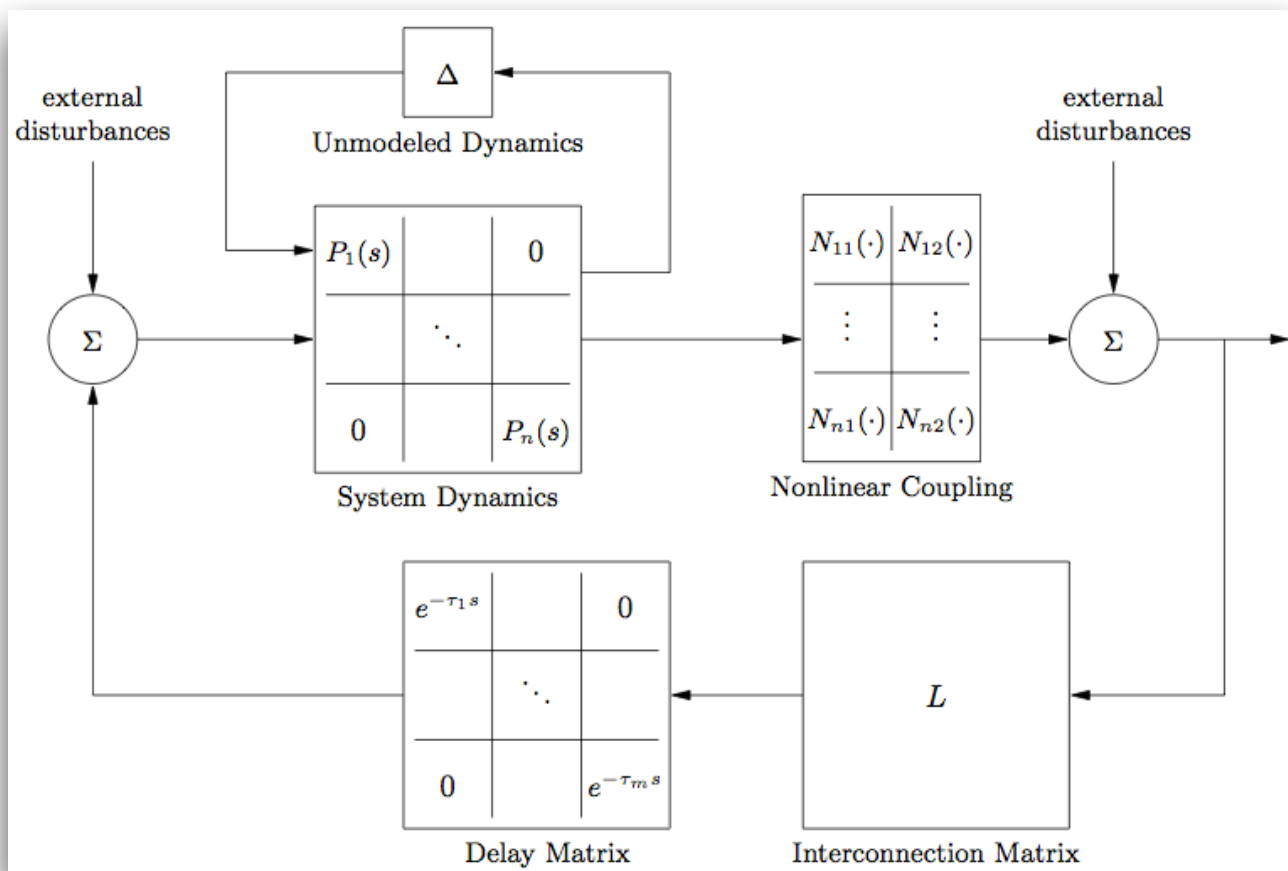 Δ
Unmodeled Dynamics
external
disturbances
external
disturbances
P₁(s) 0
⋱
0 Pₙ(s)
System Dynamics
N₁₁(·) N₁₂(·)
⋮ ⋮
Nₙ₁(·) Nₙ₂(·)
Nonlinear Coupling
Σ
Σ
e^{-τ₁s} 0
⋱
0 e^{-τₘs}
Delay Matrix
L
Interconnection Matrix